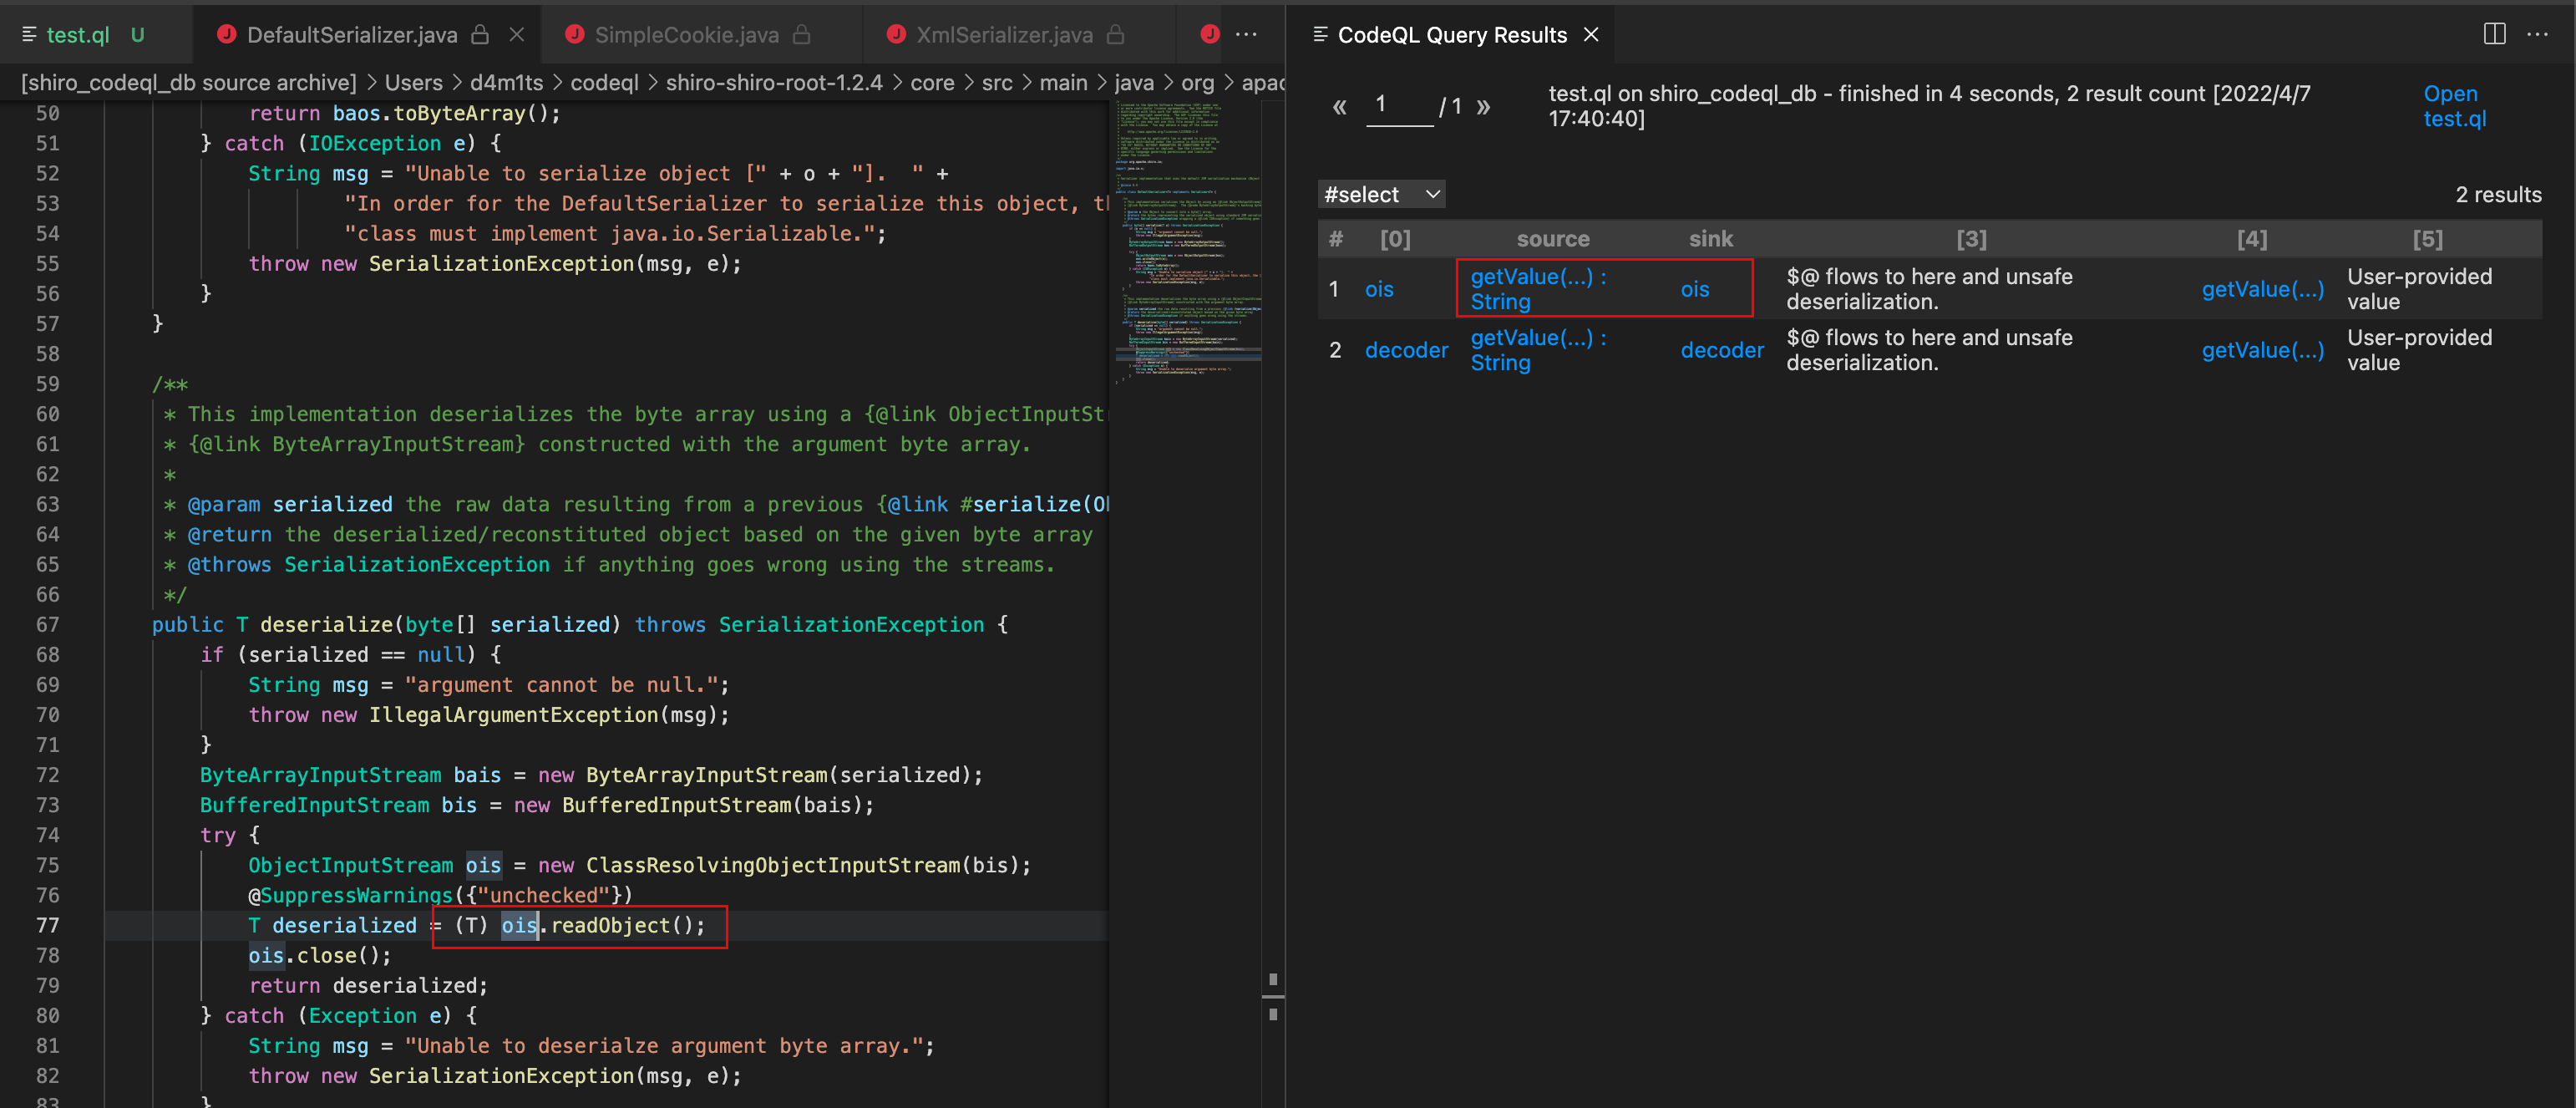 test.ql U
DefaultSerializer.java
SimpleCookie.java
XmlSerializer.java
J ···
[shiro_codeql_db source archive] > Users > d4m1ts > codeql > shiro-shiro-root-1.2.4 > core > src > main > java > org > apac
50 return baos.toByteArray();
51 } catch (IOException e) {
52 String msg = "Unable to serialize object [" + o + "].  " +
53 "In order for the DefaultSerializer to serialize this object, t
54 "class must implement java.io.Serializable.";
55 throw new SerializationException(msg, e);
56 }
57 }
58
59 /**
60 * This implementation deserializes the byte array using a {@link ObjectInputStr
61 * {@link ByteArrayInputStream} constructed with the argument byte array.
62 *
63 * @param serialized the raw data resulting from a previous {@link #serialize(Ob
64 * @return the deserialized/reconstituted object based on the given byte array
65 * @throws SerializationException if anything goes wrong using the streams.
66 */
67 public T deserialize(byte[] serialized) throws SerializationException {
68 if (serialized == null) {
69 String msg = "argument cannot be null.";
70 throw new IllegalArgumentException(msg);
71 }
72 ByteArrayInputStream bais = new ByteArrayInputStream(serialized);
73 BufferedInputStream bis = new BufferedInputStream(bais);
74 try {
75 ObjectInputStream ois = new ClassResolvingObjectInputStream(bis);
76 @SuppressWarnings({"unchecked"})
77 T deserialized = (T) ois.readObject();
78 ois.close();
79 return deserialized;
80 } catch (Exception e) {
81 String msg = "Unable to deserialze argument byte array.";
82 throw new SerializationException(msg, e);
83 }
CodeQL Query Results
« 1 / 1 »
test.ql on shiro_codeql_db - finished in 4 seconds, 2 result count [2022/4/7
17:40:40]
Open
test.ql
#select
2 results
# [0] source sink [3] [4] [5]
1 ois getValue(...) : String ois $@ flows to here and unsafe deserialization. getValue(...) User-provided value
2 decoder getValue(...) : String decoder $@ flows to here and unsafe deserialization. getValue(...) User-provided value